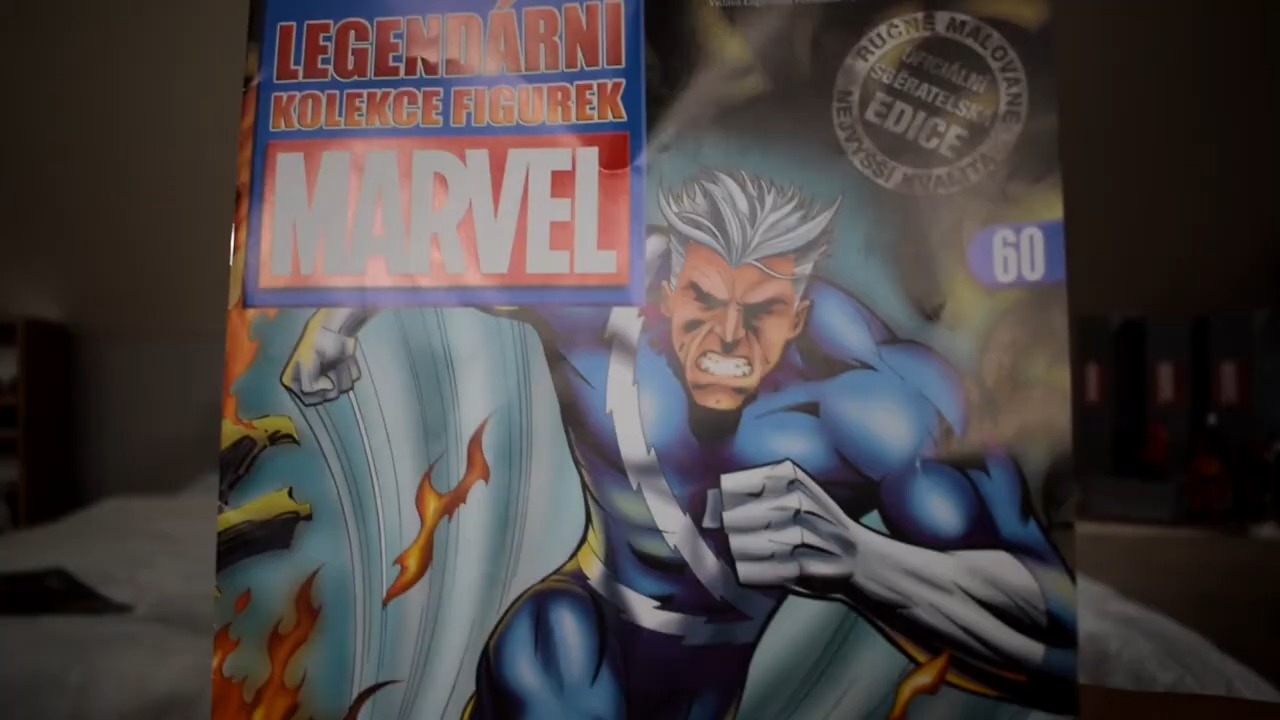 LEGENDÁRNI
KOLEKCE FIGUREK
MARVEL
RUČNĚ MALOVANÉ
OFICIÁLNÍ
SBĚRATELSKÁ
EDICE
NEJVYŠŠÍ KVALITA
60